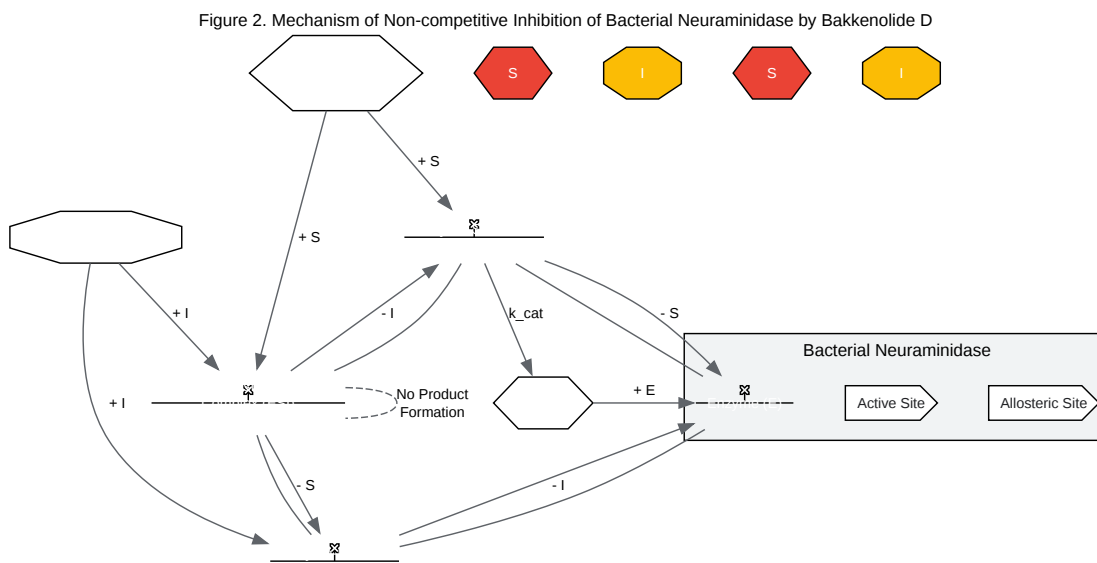 Figure 2. Mechanism of Non-competitive Inhibition of Bacterial Neuraminidase by Bakkenolide D
S
I
S
I
+ S
+ S
+ I
- I
k_cat
- S
Bacterial Neuraminidase
+ I
No Product
Formation
+ E
Active Site
Allosteric Site
- S
- I